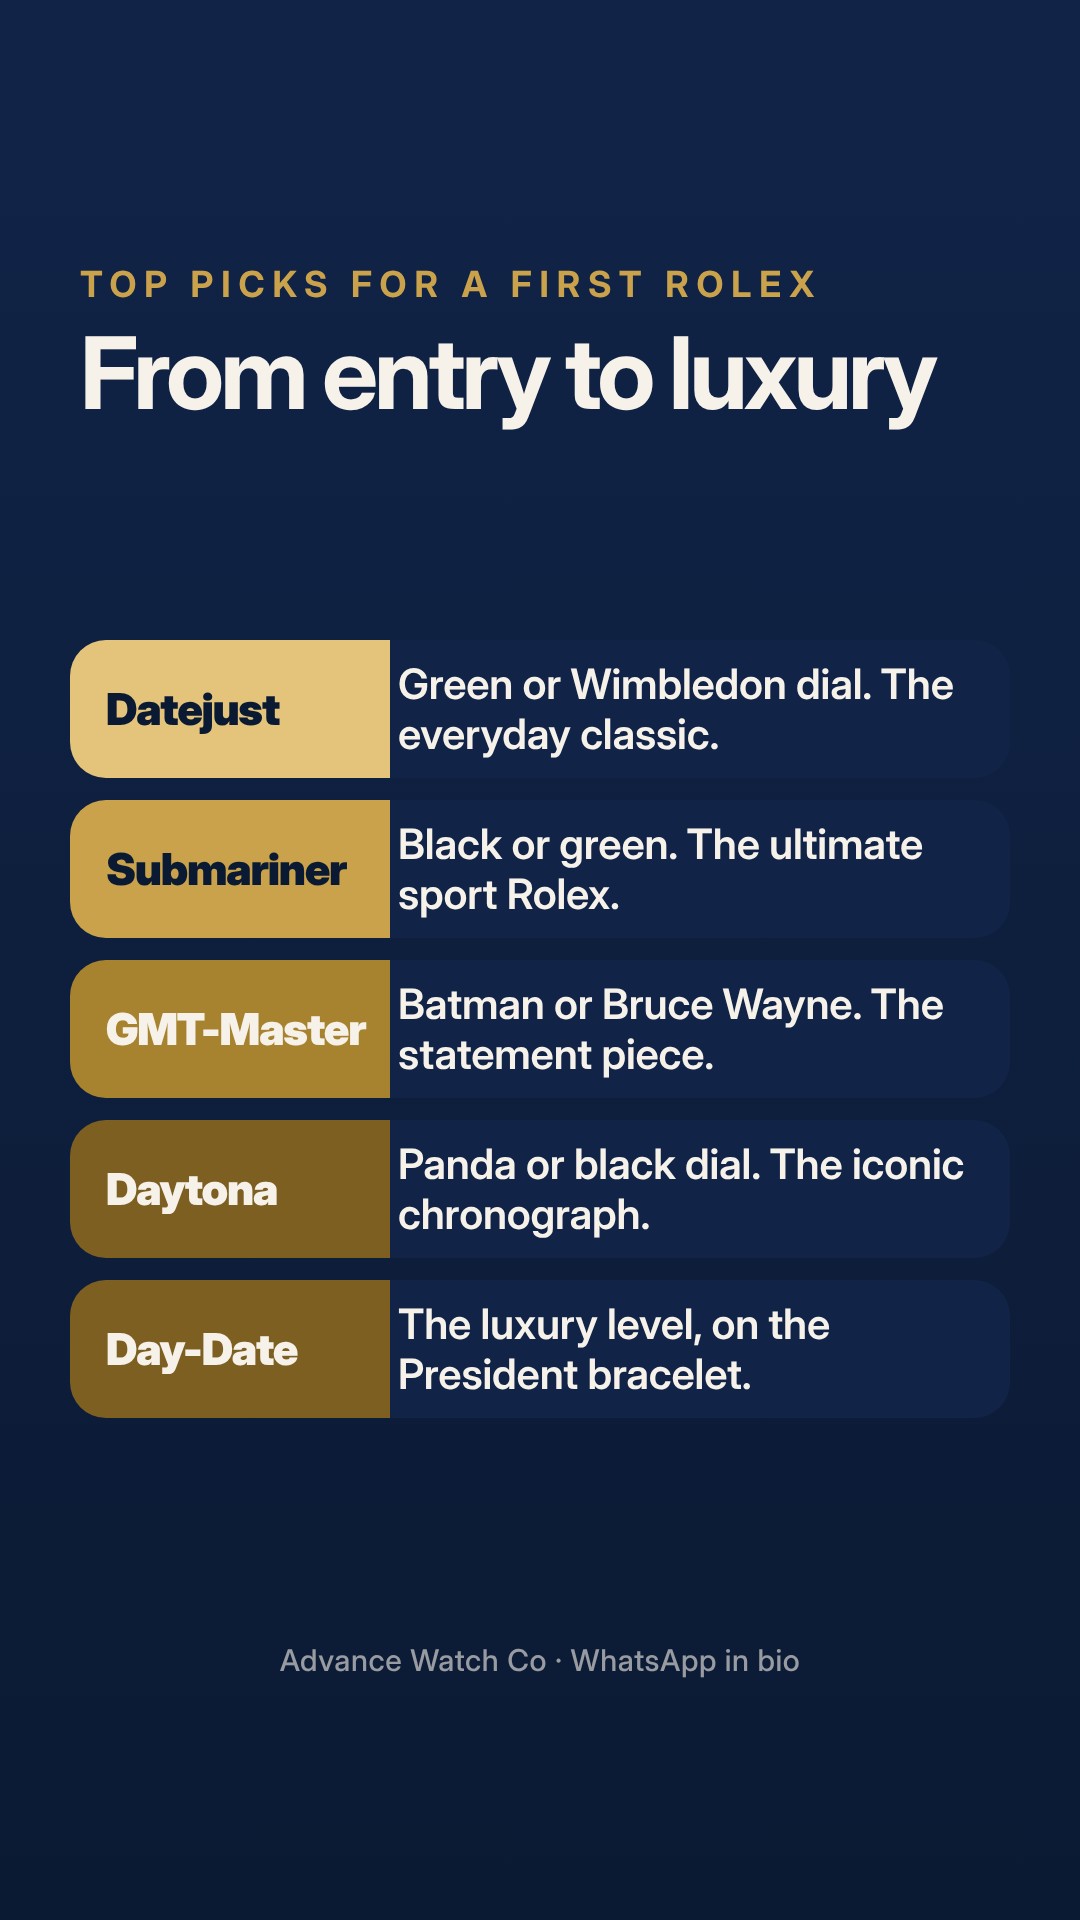 TOP PICKS FOR A FIRST ROLEX
From entry to luxury
Datejust
Green or Wimbledon dial. The
everyday classic.
Submariner
Black or green. The ultimate
sport Rolex.
GMT-Master
Batman or Bruce Wayne. The
statement piece.
Daytona
Panda or black dial. The iconic
chronograph.
Day-Date
The luxury level, on the
President bracelet.
Advance Watch Co · WhatsApp in bio